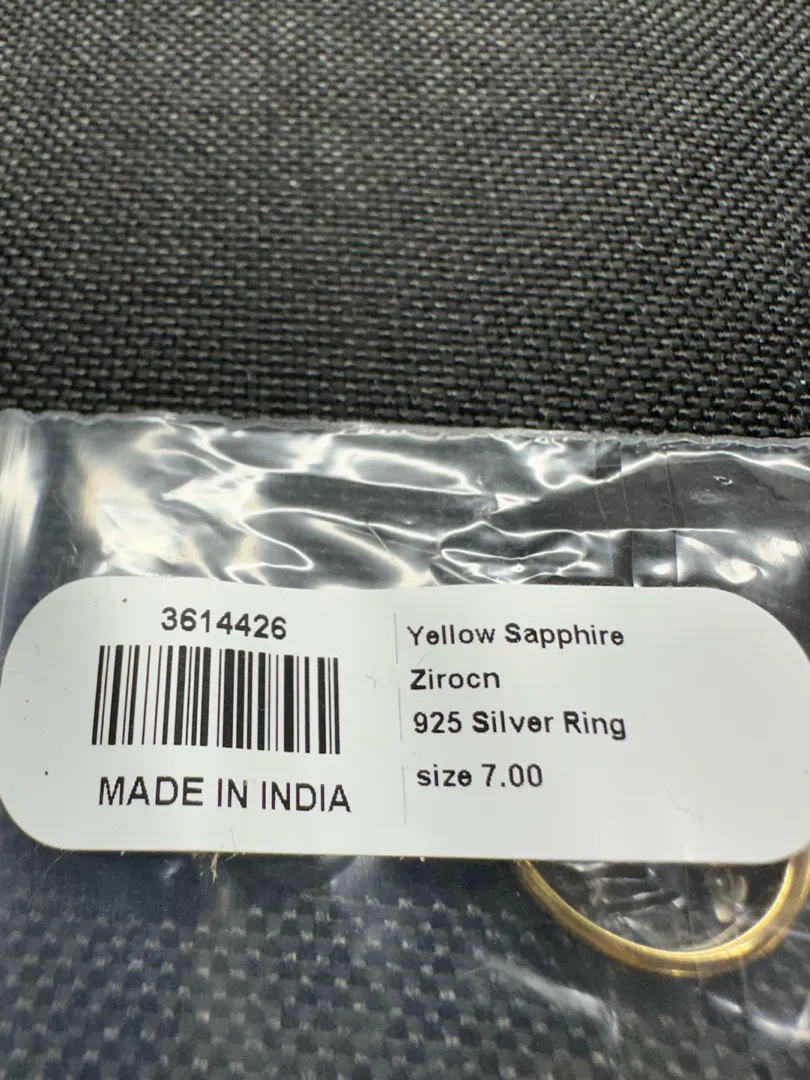 3614426
MADE IN INDIA
Yellow Sapphire
Zirocn
925 Silver Ring
size 7.00